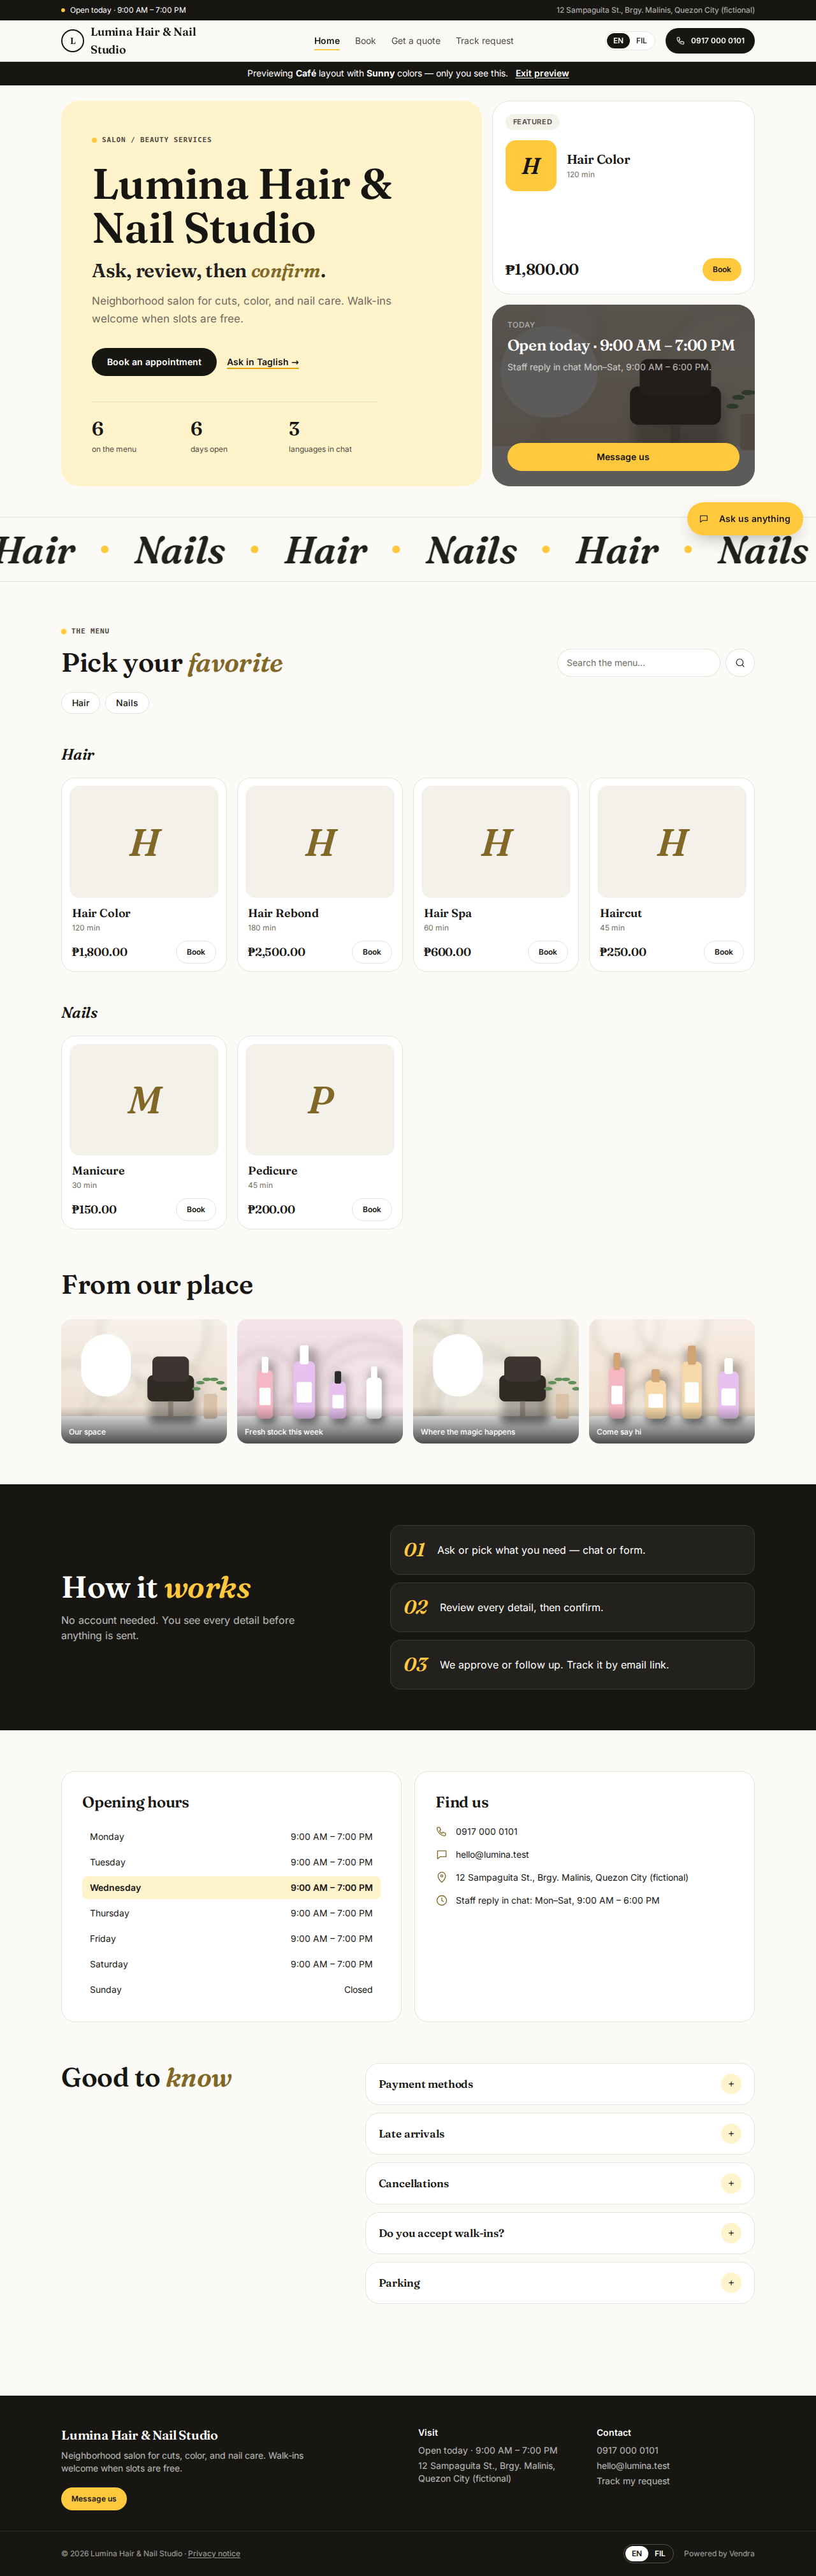 Open today · 9:00 AM – 7:00 PM
12 Sampaguita St., Brgy. Malinis, Quezon City (fictional)
L
Lumina Hair & Nail
Studio
Home
Book
Get a quote
Track request
EN
FIL
0917 000 0101
Previewing Café layout with Sunny colors — only you see this. Exit preview
SALON / BEAUTY SERVICES
Lumina Hair &
Nail Studio
Ask, review, then confirm.
Neighborhood salon for cuts, color, and nail care. Walk-ins
welcome when slots are free.
Book an appointment
Ask in Taglish →
6
on the menu
6
days open
3
languages in chat
FEATURED
H
Hair Color
120 min
₱1,800.00
Book
TODAY
Open today · 9:00 AM – 7:00 PM
Staff reply in chat Mon–Sat, 9:00 AM – 6:00 PM.
Message us
Ask us anything
Hair • Nails • Hair • Nails • Hair • Nails
THE MENU
Pick your favorite
Search the menu...
Hair
Nails
Hair
H
Hair Color
120 min
₱1,800.00
Book
H
Hair Rebond
180 min
₱2,500.00
Book
H
Hair Spa
60 min
₱600.00
Book
H
Haircut
45 min
₱250.00
Book
Nails
M
Manicure
30 min
₱150.00
Book
P
Pedicure
45 min
₱200.00
Book
From our place
Our space
Fresh stock this week
Where the magic happens
Come say hi
How it works
No account needed. You see every detail before
anything is sent.
01 Ask or pick what you need — chat or form.
02 Review every detail, then confirm.
03 We approve or follow up. Track it by email link.
Opening hours
Monday 9:00 AM – 7:00 PM
Tuesday 9:00 AM – 7:00 PM
Wednesday 9:00 AM – 7:00 PM
Thursday 9:00 AM – 7:00 PM
Friday 9:00 AM – 7:00 PM
Saturday 9:00 AM – 7:00 PM
Sunday Closed
Find us
0917 000 0101
hello@lumina.test
12 Sampaguita St., Brgy. Malinis, Quezon City (fictional)
Staff reply in chat: Mon–Sat, 9:00 AM – 6:00 PM
Good to know
Payment methods +
Late arrivals +
Cancellations +
Do you accept walk-ins? +
Parking +
Lumina Hair & Nail Studio
Neighborhood salon for cuts, color, and nail care. Walk-ins
welcome when slots are free.
Message us
Visit
Open today · 9:00 AM – 7:00 PM
12 Sampaguita St., Brgy. Malinis,
Quezon City (fictional)
Contact
0917 000 0101
hello@lumina.test
Track my request
© 2026 Lumina Hair & Nail Studio · Privacy notice
EN
FIL
Powered by Vendra